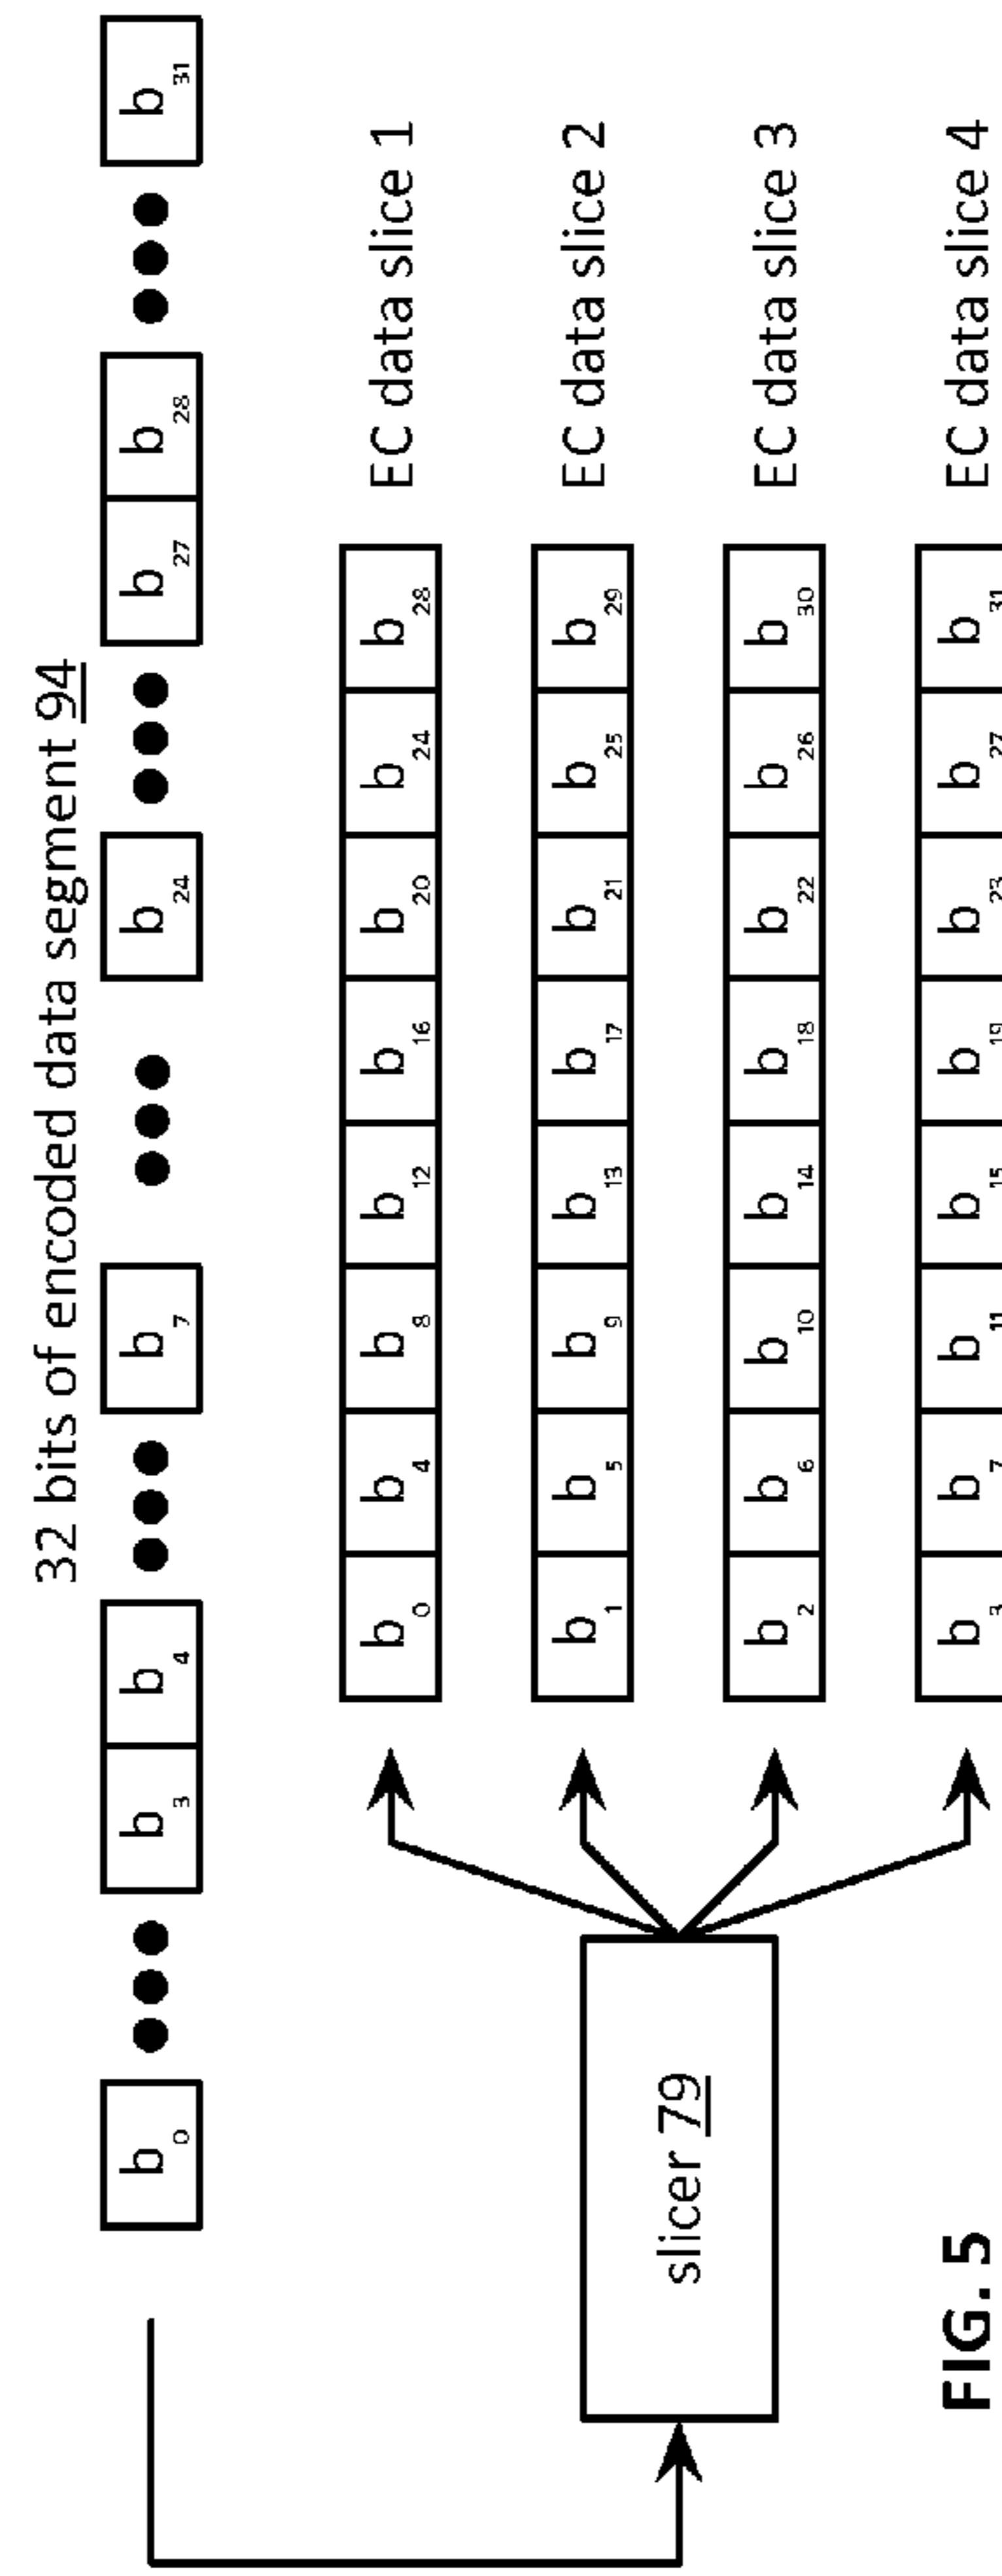 32 bits of encoded data segment 94
b0 ●●● b3 b4 ●●● b7 ●●● b24 ●●● b27 b28 ●●● b31
b0 b4 b8 b12 b16 b20 b24 b28 EC data slice 1
b1 b5 b9 b13 b17 b21 b25 b29 EC data slice 2
slicer 79
b2 b6 b10 b14 b18 b22 b26 b30 EC data slice 3
b3 b7 b11 b15 b19 b23 b27 b31 EC data slice 4
FIG. 5